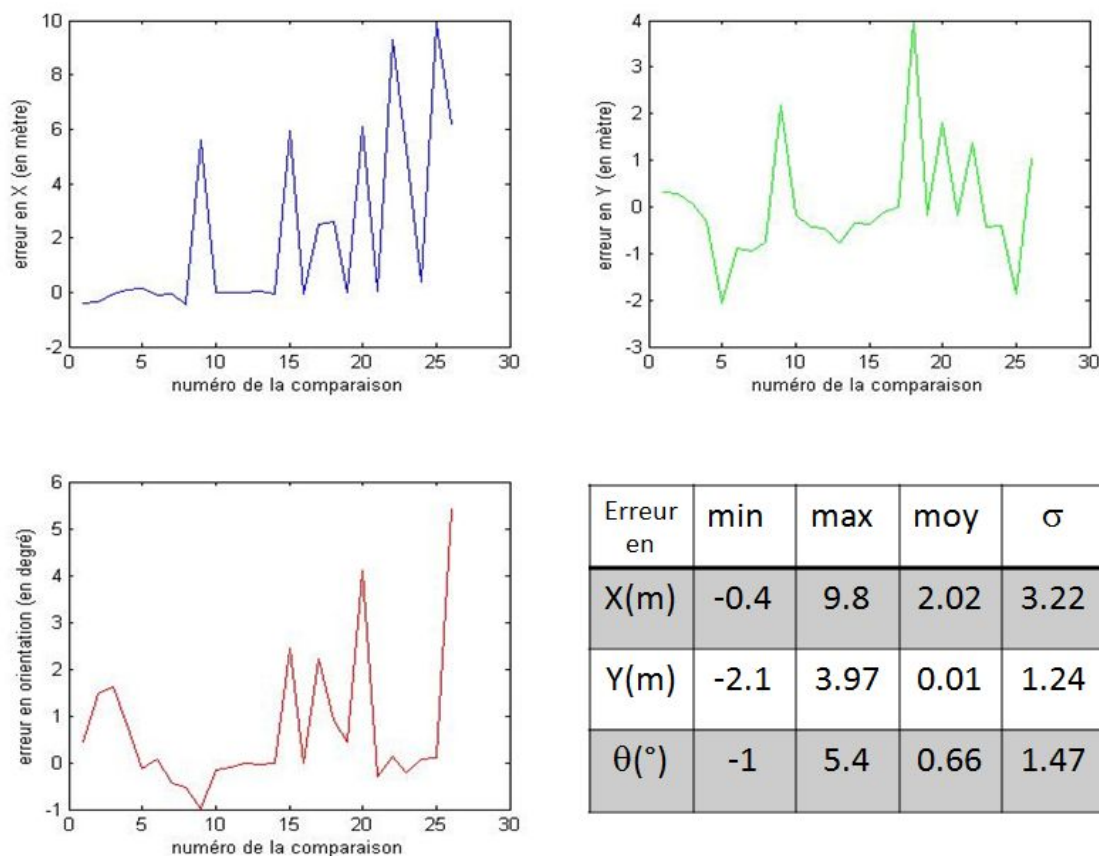 erreur en X (en mètre)
10
8
6
4
2
0
-2
0 5 10 15 20 25 30
numéro de la comparaison
erreur en Y (en mètre)
4
3
2
1
0
-1
-2
-3
0 5 10 15 20 25 30
numéro de la comparaison
erreur en orientation (en degré)
6
5
4
3
2
1
0
-1
0 5 10 15 20 25 30
numéro de la comparaison
Erreur en min max moy σ
X(m) -0.4 9.8 2.02 3.22
Y(m) -2.1 3.97 0.01 1.24
θ(°) -1 5.4 0.66 1.47